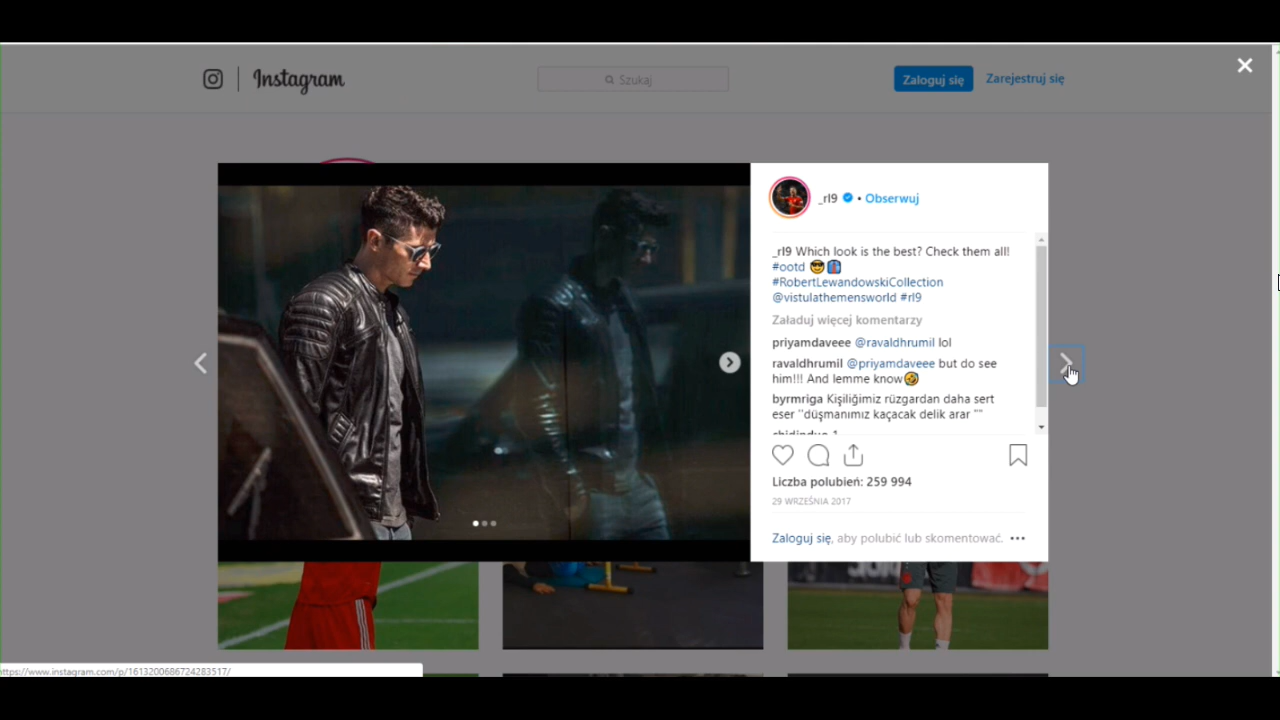 Instagram
Szukaj
Zaloguj się
Zarejestruj się
_rl9 • Obserwuj
_rl9 Which look is the best? Check them all!
#ootd 😎👔
#RobertLewandowskiCollection
@vistulathemensworld #rl9
Załaduj więcej komentarzy
priyamdaveee @ravaldhrumil lol
ravaldhrumil @priyamdaveee but do see
him!!! And lemme know🤣
byrmriga Kişiliğimiz rüzgardan daha sert
eser "düşmanımız kaçacak delik arar ""
Liczba polubień: 259 994
29 WRZEŚNIA 2017
Zaloguj się, aby polubić lub skomentować.
https://www.instagram.com/p/1613200686724283517/